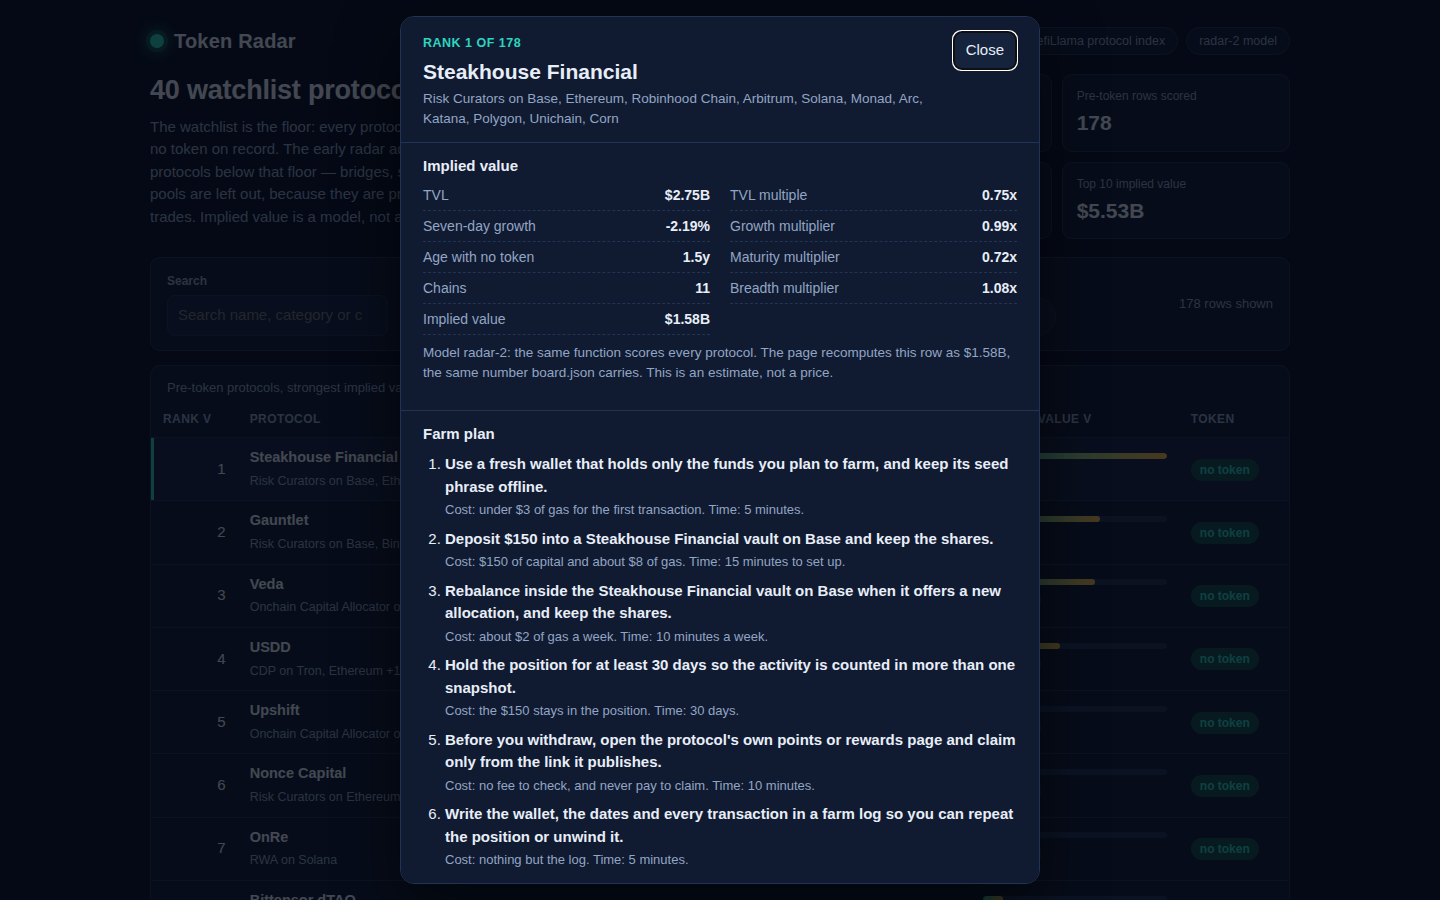 Token Radar
efiLlama protocol index
radar-2 model
40 watchlist protoco
The watchlist is the floor: every protoc
no token on record. The early radar a
protocols below that floor — bridges,
pools are left out, because they are pr
trades. Implied value is a model, not a
Pre-token rows scored
178
Top 10 implied value
$5.53B
Search
Search name, category or c
178 rows shown
Pre-token protocols, strongest implied va
RANK V
PROTOCOL
VALUE V
TOKEN
1
Steakhouse Financial
Risk Curators on Base, Eth
no token
2
Gauntlet
Risk Curators on Base, Bin
no token
3
Veda
Onchain Capital Allocator o
no token
4
USDD
CDP on Tron, Ethereum +1
no token
5
Upshift
Onchain Capital Allocator o
no token
6
Nonce Capital
Risk Curators on Ethereum
no token
7
OnRe
RWA on Solana
no token
Bittensor dTAO
RANK 1 OF 178
Close
Steakhouse Financial
Risk Curators on Base, Ethereum, Robinhood Chain, Arbitrum, Solana, Monad, Arc,
Katana, Polygon, Unichain, Corn
Implied value
TVL $2.75B
TVL multiple 0.75x
Seven-day growth -2.19%
Growth multiplier 0.99x
Age with no token 1.5y
Maturity multiplier 0.72x
Chains 11
Breadth multiplier 1.08x
Implied value $1.58B
Model radar-2: the same function scores every protocol. The page recomputes this row as $1.58B,
the same number board.json carries. This is an estimate, not a price.
Farm plan
1. Use a fresh wallet that holds only the funds you plan to farm, and keep its seed
phrase offline.
Cost: under $3 of gas for the first transaction. Time: 5 minutes.
2. Deposit $150 into a Steakhouse Financial vault on Base and keep the shares.
Cost: $150 of capital and about $8 of gas. Time: 15 minutes to set up.
3. Rebalance inside the Steakhouse Financial vault on Base when it offers a new
allocation, and keep the shares.
Cost: about $2 of gas a week. Time: 10 minutes a week.
4. Hold the position for at least 30 days so the activity is counted in more than one
snapshot.
Cost: the $150 stays in the position. Time: 30 days.
5. Before you withdraw, open the protocol's own points or rewards page and claim
only from the link it publishes.
Cost: no fee to check, and never pay to claim. Time: 10 minutes.
6. Write the wallet, the dates and every transaction in a farm log so you can repeat
the position or unwind it.
Cost: nothing but the log. Time: 5 minutes.